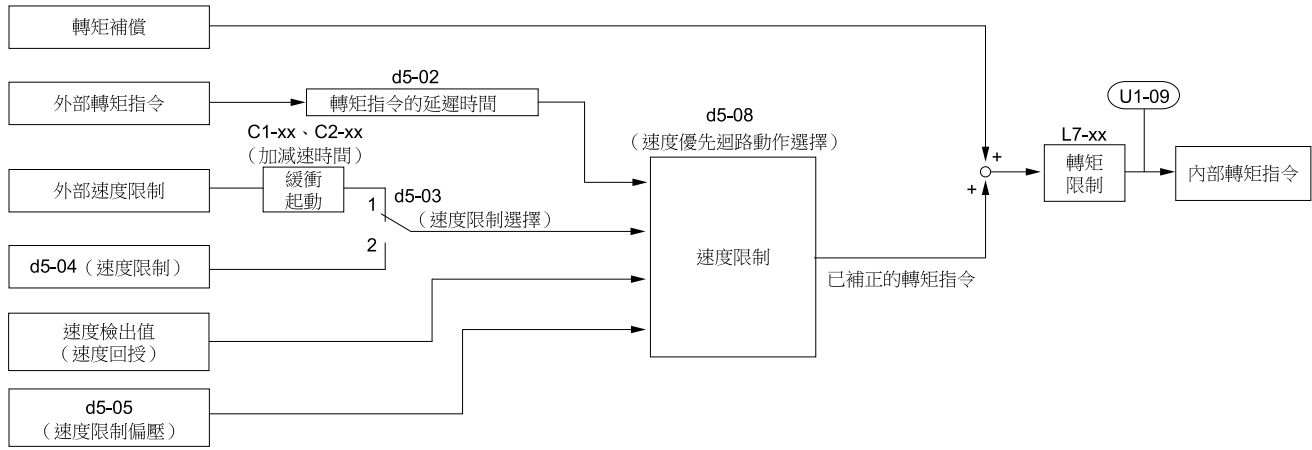 轉矩補償
外部轉矩指令
d5-02
轉矩指令的延遲時間
C1-xx、C2-xx
（加減速時間）
外部速度限制
緩衝
起動
1
d5-03
（速度限制選擇）
2
d5-04（速度限制）
速度檢出值
（速度回授）
d5-05
（速度限制偏壓）
d5-08
（速度優先迴路動作選擇）
速度限制
已補正的轉矩指令
+
+
L7-xx
轉矩
限制
U1-09
內部轉矩指令